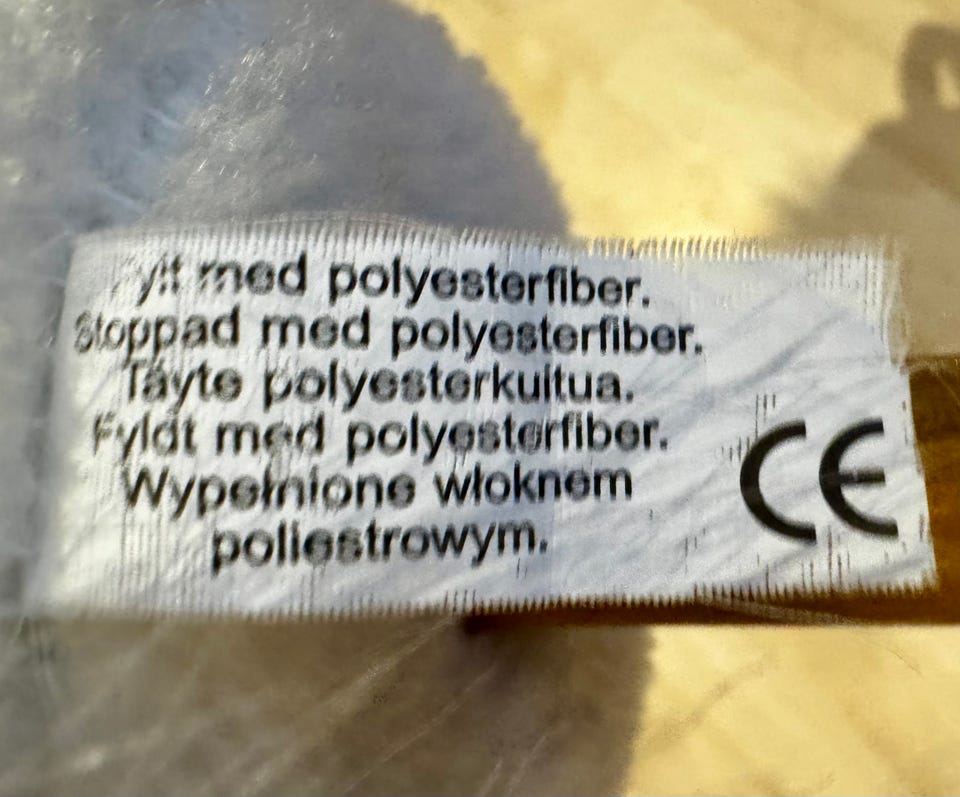 Fylt med polyesterfiber.
Stoppad med polyesterfiber.
Täyte polyesterkuitua.
Fyldt med polyesterfiber.
Wypełnione włóknem
poliestrowym.
CE